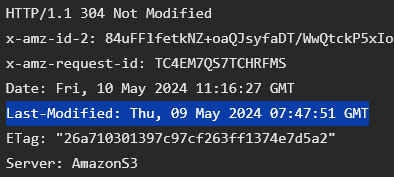 HTTP/1.1 304 Not Modified
x-amz-id-2: 84uFFlfetkNZ+oaQJsyfaDT/WwQtckP5xIo
x-amz-request-id: TC4EM7QS7TCHRFMS
Date: Fri, 10 May 2024 11:16:27 GMT
Last-Modified: Thu, 09 May 2024 07:47:51 GMT
ETag: "26a710301397c97cf263ff1374e7d5a2"
Server: AmazonS3